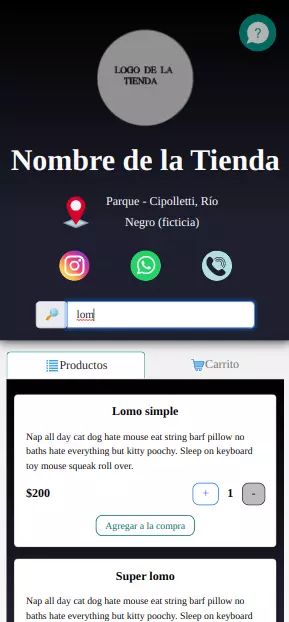 ?
LOGO DE LA
TIENDA
Nombre de la Tienda
Parque - Cipolletti, Río
Negro (ficticia)
lom
Productos
Carrito
Lomo simple
Nap all day cat dog hate mouse eat string barf pillow no
baths hate everything but kitty poochy. Sleep on keyboard
toy mouse squeak roll over.
$200
+ 1 -
Agregar a la compra
Super lomo
Nap all day cat dog hate mouse eat string barf pillow no
baths hate everything but kitty poochy. Sleep on keyboard